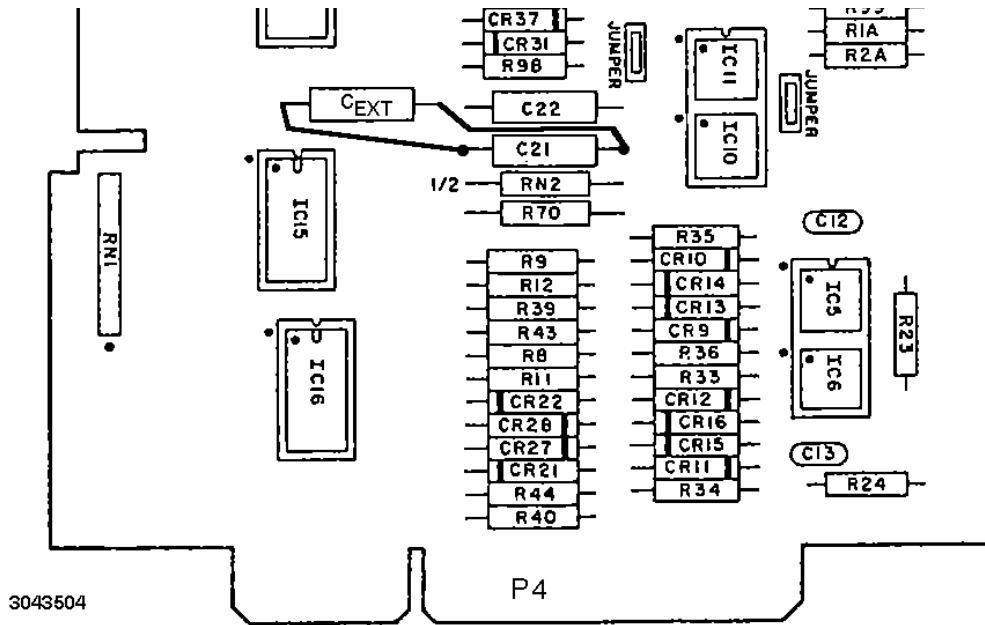 CR37
CR31
R98
JUMPER
R1A
R2A
IC11
IC10
JUMPER
CEXT
C22
C21
1/2 RN2
R70
RN1
IC15
IC16
R9
R12
R39
R43
R8
R11
CR22
CR28
CR27
CR21
R44
R40
R35
CR10
CR14
CR13
CR9
R36
R33
CR12
CR16
CR15
CR11
R34
C12
IC5
IC6
R23
C13
R24
P4
3043504